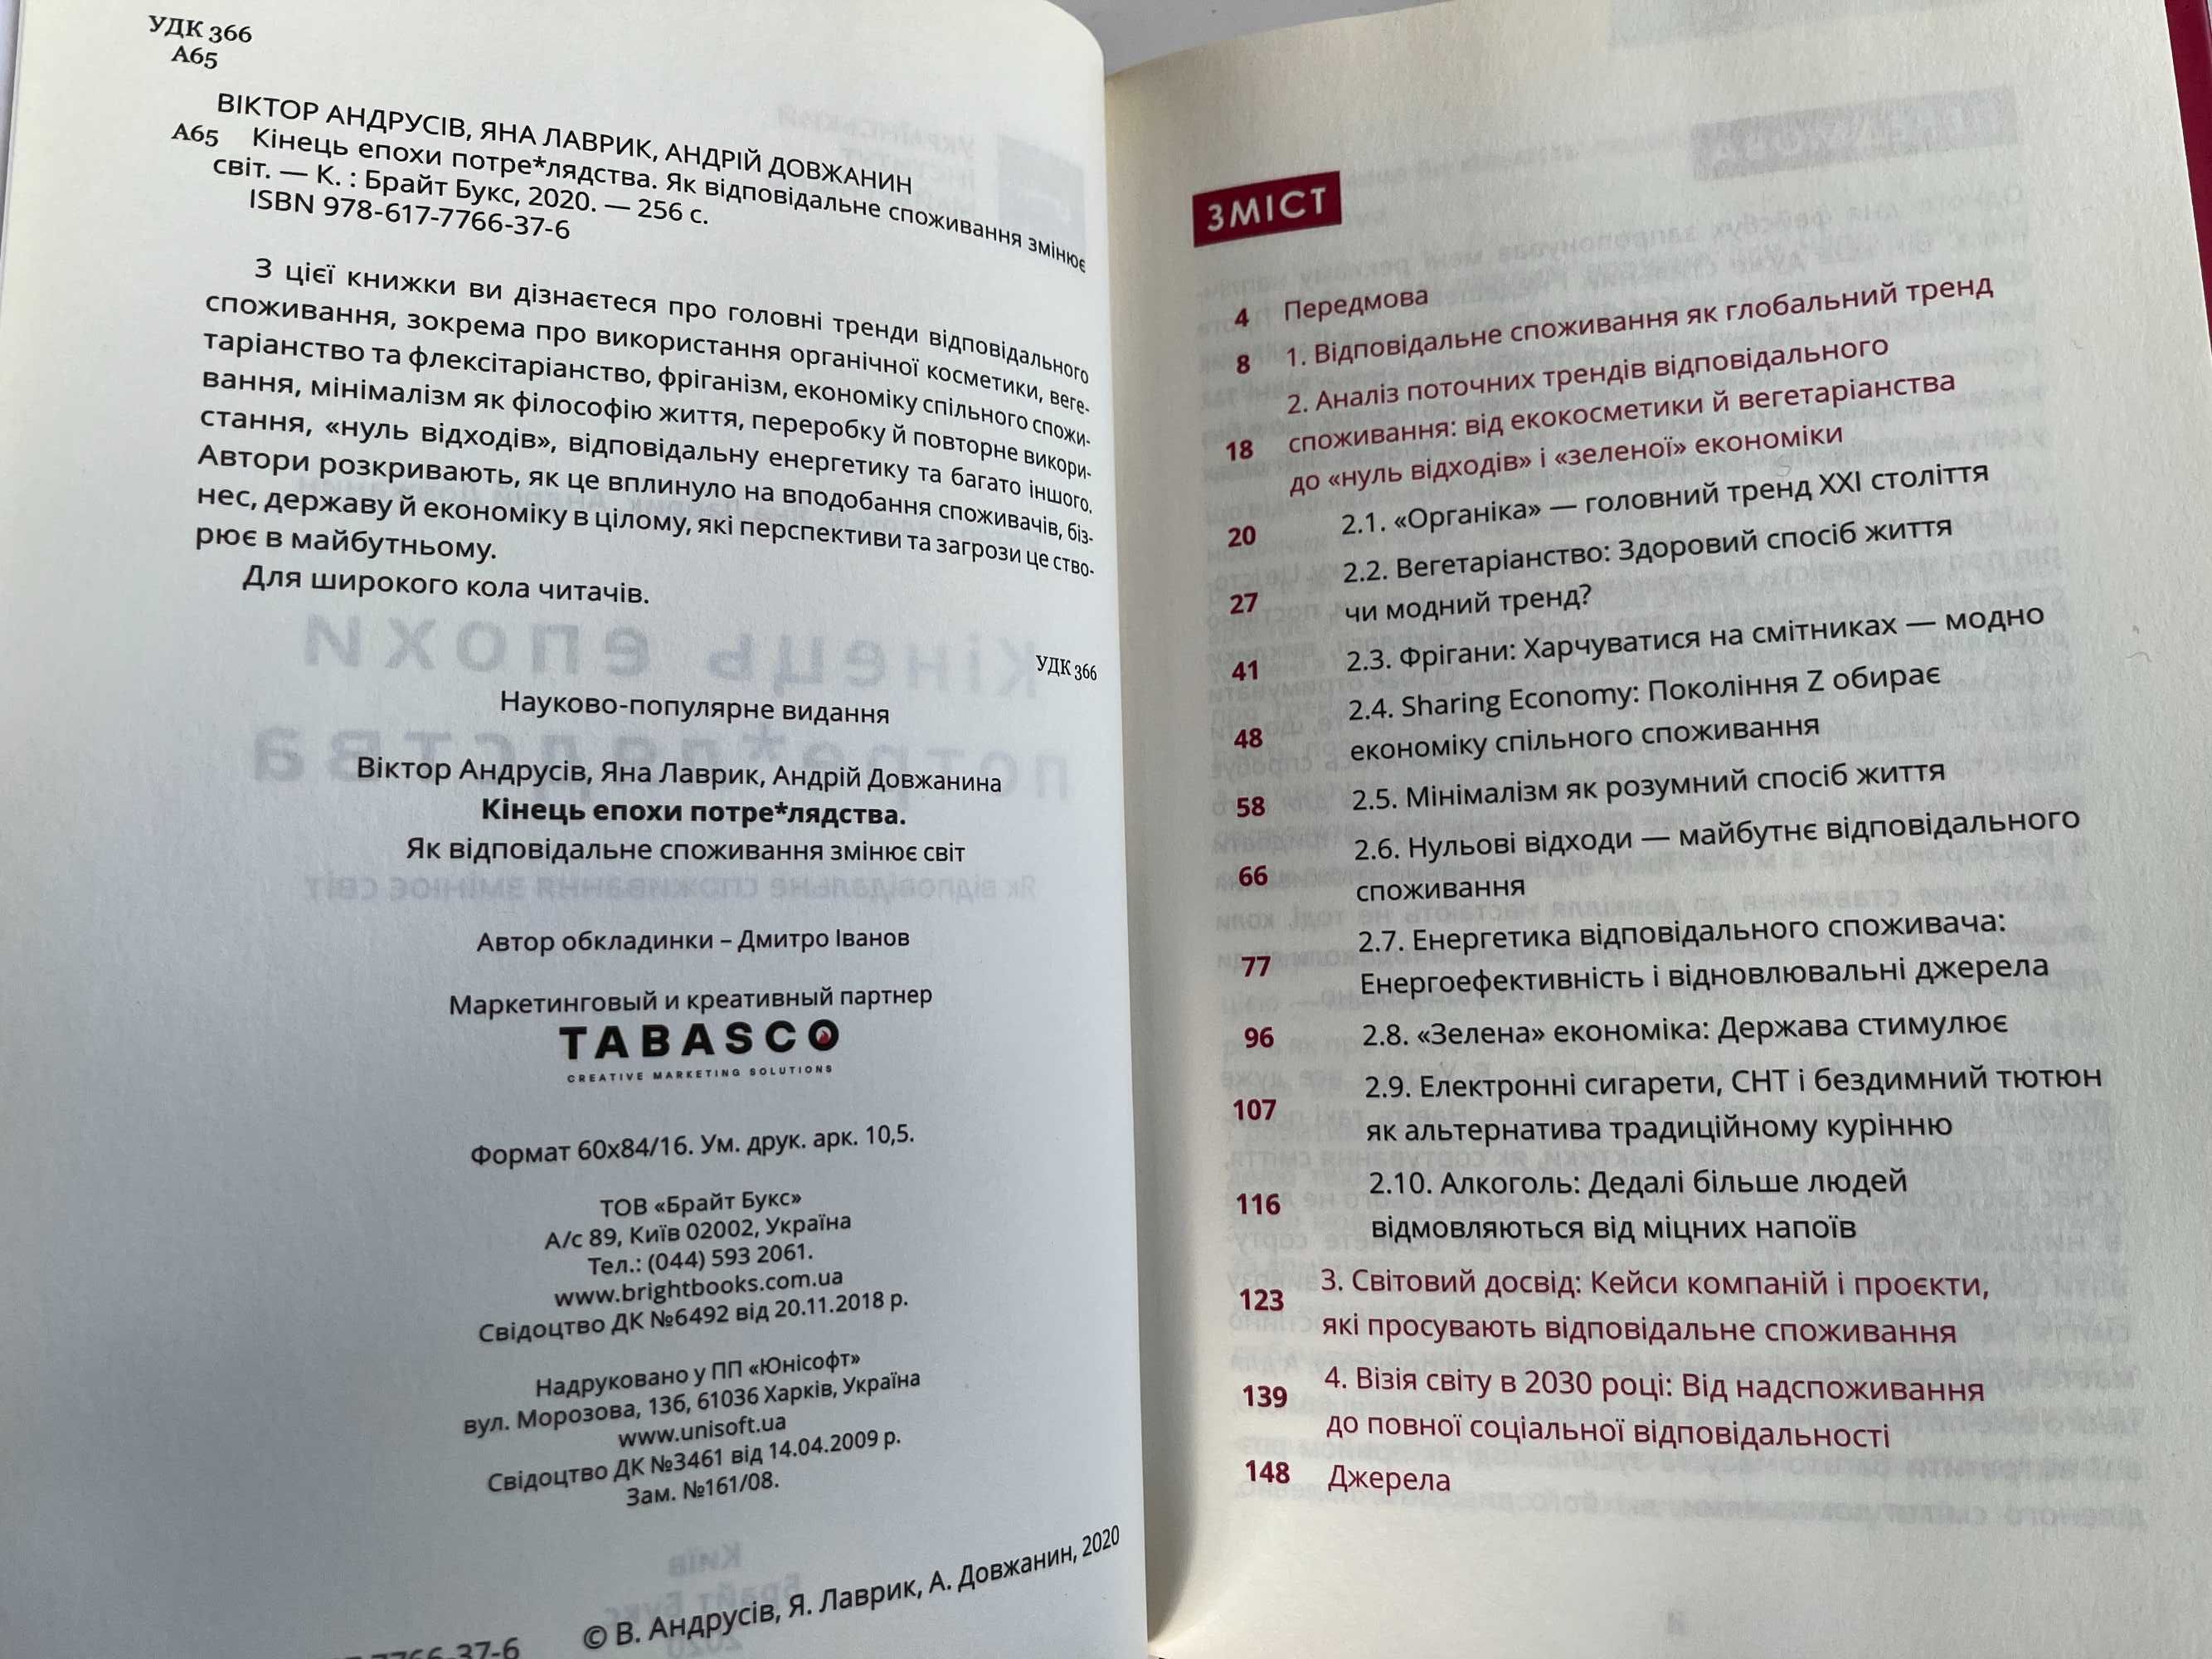 УДК 366
А65
ВІКТОР АНДРУСІВ, ЯНА ЛАВРИК, АНДРІЙ ДОВЖАНИН
А65 Кінець епохи потре*лядства. Як відповідальне споживання змінює
світ. — К. : Брайт Букс, 2020. — 256 с.
ISBN 978-617-7766-37-6
З цієї книжки ви дізнаєтеся про головні тренди відповідального
споживання, зокрема про використання органічної косметики, веге-
таріанство та флексітаріанство, фріганізм, економіку спільного спожи-
вання, мінімалізм як філософію життя, переробку й повторне викори-
стання, «нуль відходів», відповідальну енергетику та багато іншого.
Автори розкривають, як це вплинуло на вподобання споживачів, біз-
нес, державу й економіку в цілому, які перспективи та загрози це ство-
рює в майбутньому.
Для широкого кола читачів.
УДК 366
Науково-популярне видання
Віктор Андрусів, Яна Лаврик, Андрій Довжанина
Кінець епохи потре*лядства.
Як відповідальне споживання змінює світ
Автор обкладинки – Дмитро Іванов
Маркетинговый и креативный партнер
TABASCO
CREATIVE MARKETING SOLUTIONS
Формат 60x84/16. Ум. друк. арк. 10,5.
ТОВ «Брайт Букс»
А/с 89, Київ 02002, Україна
Тел.: (044) 593 2061.
www.brightbooks.com.ua
Свідоцтво ДК №6492 від 20.11.2018 р.
Надруковано у ПП «Юнісофт»
вул. Морозова, 13б, 61036 Харків, Україна
www.unisoft.ua
Свідоцтво ДК №3461 від 14.04.2009 р.
Зам. №161/08.
7766-37-6 © В. Андрусів, Я. Лаврик, А. Довжанин, 2020
ЗМІСТ
4 Передмова
8 1. Відповідальне споживання як глобальний тренд
2. Аналіз поточних трендів відповідального
18 споживання: від екокосметики й вегетаріанства
до «нуль відходів» і «зеленої» економіки
20 2.1. «Органіка» — головний тренд XXI століття
2.2. Вегетаріанство: Здоровий спосіб життя
27 чи модний тренд?
41 2.3. Фрігани: Харчуватися на смітниках — модно
2.4. Sharing Economy: Покоління Z обирає
48 економіку спільного споживання
58 2.5. Мінімалізм як розумний спосіб життя
2.6. Нульові відходи — майбутнє відповідального
66 споживання
2.7. Енергетика відповідального споживача:
77 Енергоефективність і відновлювальні джерела
96 2.8. «Зелена» економіка: Держава стимулює
2.9. Електронні сигарети, СНТ і бездимний тютюн
107 як альтернатива традиційному курінню
2.10. Алкоголь: Дедалі більше людей
116 відмовляються від міцних напоїв
3. Світовий досвід: Кейси компаній і проєкти,
123 які просувають відповідальне споживання
4. Візія світу в 2030 році: Від надспоживання
139 до повної соціальної відповідальності
148 Джерела